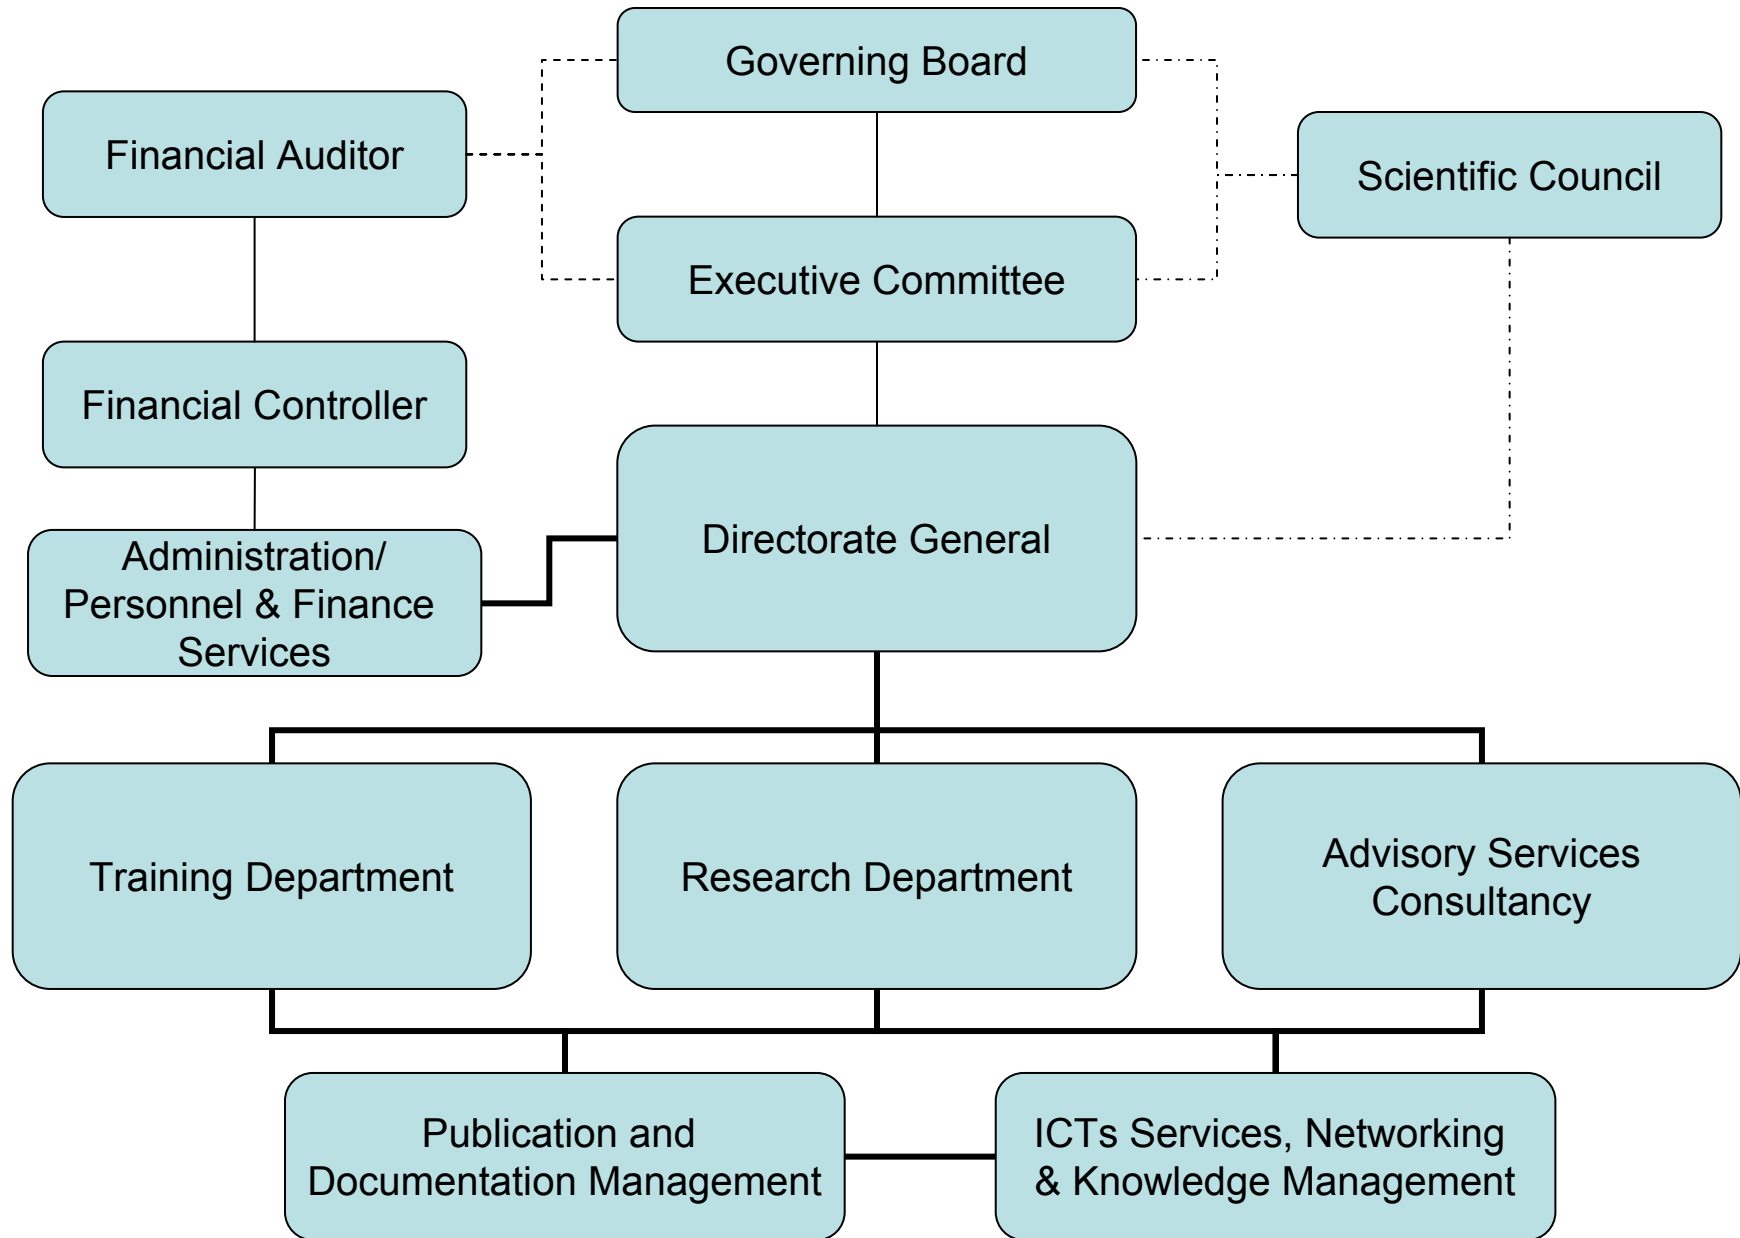 Governing Board
Financial Auditor
Scientific Council
Executive Committee
Financial Controller
Directorate General
Administration/
Personnel & Finance
Services
Training Department
Research Department
Advisory Services
Consultancy
Publication and
Documentation Management
ICTs Services, Networking
& Knowledge Management